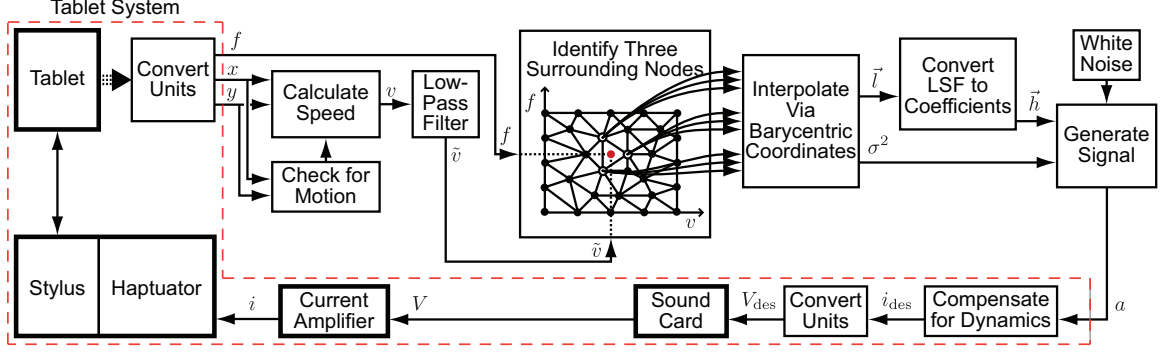 Tablet System
Tablet
Convert
Units
f
x
y
Calculate
Speed
Check for
Motion
v
Low-
Pass
Filter
ṽ
f
Identify Three
Surrounding Nodes
f
v
ṽ
Interpolate
Via
Barycentric
Coordinates
l⃗
σ²
Convert
LSF to
Coefficients
h⃗
White
Noise
Generate
Signal
Stylus
Haptuator
i
Current
Amplifier
V
Sound
Card
V_des
Convert
Units
i_des
Compensate
for Dynamics
a